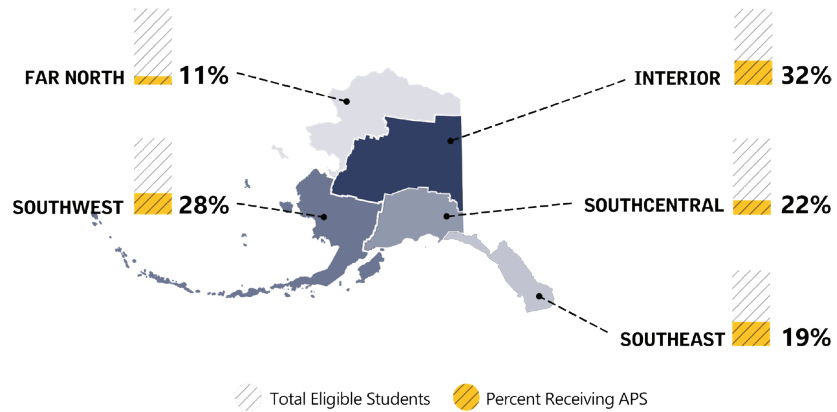 FAR NORTH 11%
INTERIOR 32%
SOUTHWEST 28%
SOUTHCENTRAL 22%
SOUTHEAST 19%
Total Eligible Students Percent Receiving APS